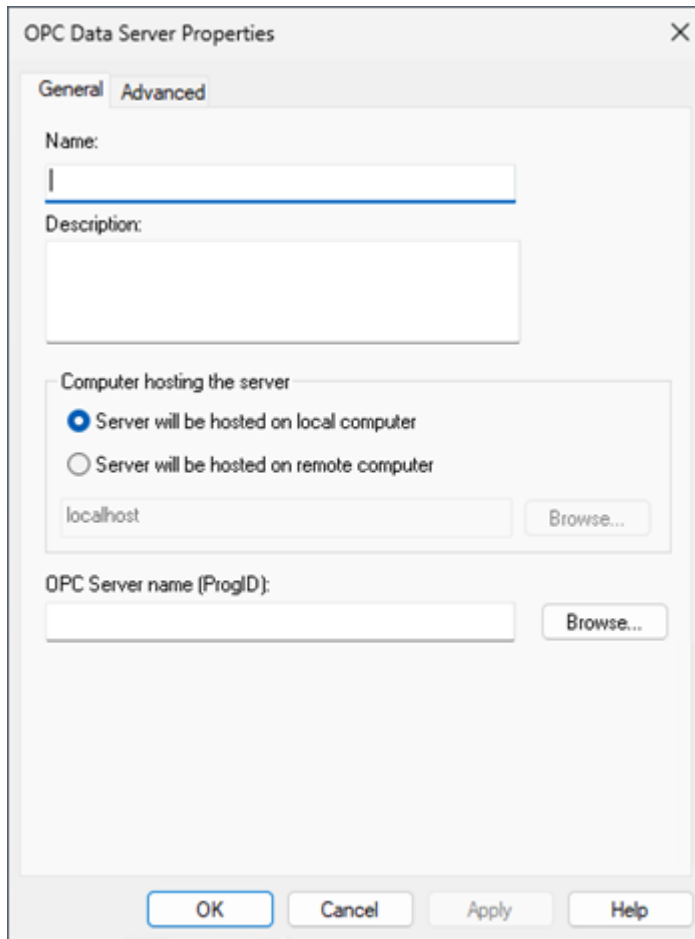 OPC Data Server Properties
General Advanced
Name:
Description:
Computer hosting the server
Server will be hosted on local computer
Server will be hosted on remote computer
localhost Browse...
OPC Server name (ProgID):
Browse...
OK Cancel Apply Help